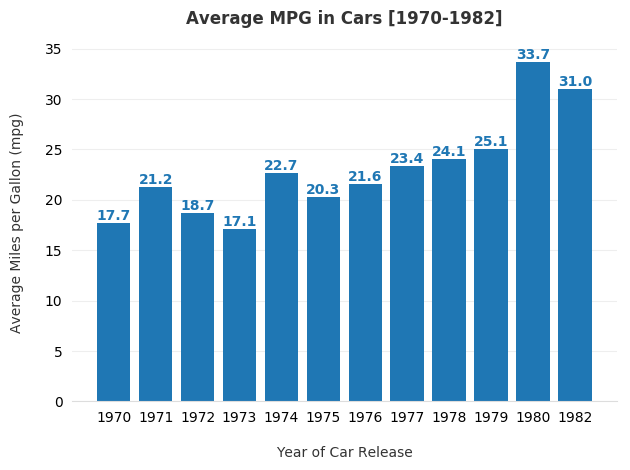 Average MPG in Cars [1970-1982]
Average Miles per Gallon (mpg)
35
30
25
20
15
10
5
0
17.7 21.2 18.7 17.1 22.7 20.3 21.6 23.4 24.1 25.1 33.7 31.0
1970 1971 1972 1973 1974 1975 1976 1977 1978 1979 1980 1982
Year of Car Release